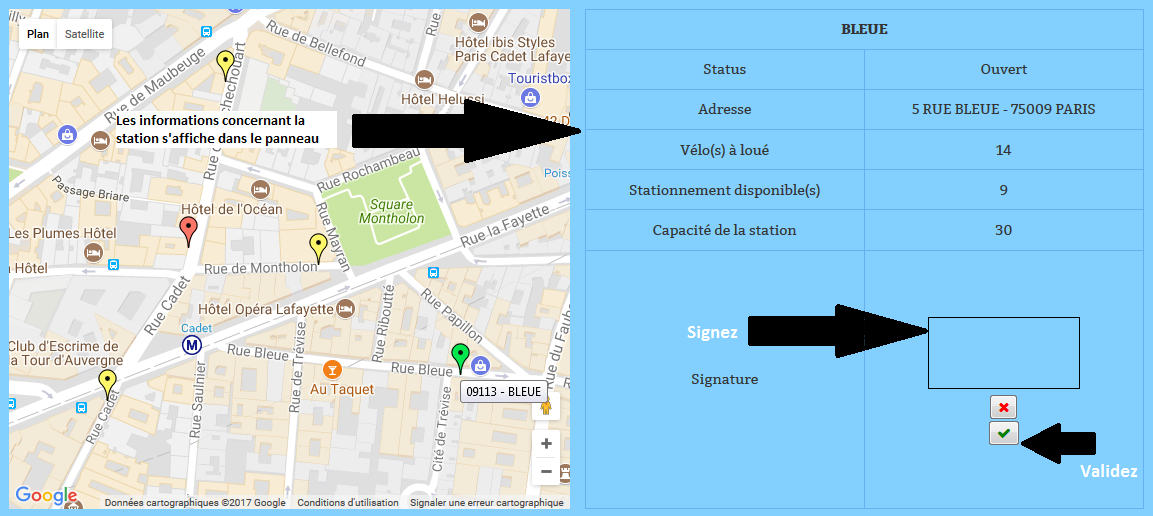 Plan Satellite
Rue de Bellefond
Hôtel ibis Styles
Paris Cadet Lafaye
Touristbox
Rue de Maubeuge
Hôtel Helussi
Les informations concernant la
station s'affiche dans le panneau
Rue Rochambeau
Passage Briare
Hôtel de l'Océan
Square
Montholon
Rue Mayran
Rue la Fayette
Les Plumes Hôtel
Hôtel
Rue de Montholon
Rue Cadet
Hôtel Opéra Lafayette
Rue Riboutté
Rue Papillon
Cadet
M
Club d'Escrime de
la Tour d'Auvergne
Rue Bleue
Rue de Trévise
Rue Bleue
Au Taquet
09113 - BLEUE
Rue Cadet
Rue Saulnier
Cité de Trévise
Rue du Faub
+
−
Google
Données cartographiques ©2017 Google Conditions d'utilisation Signaler une erreur cartographique
BLEUE
Status Ouvert
Adresse 5 RUE BLEUE - 75009 PARIS
Vélo(s) à loué 14
Stationnement disponible(s) 9
Capacité de la station 30
Signez
Signature
Validez